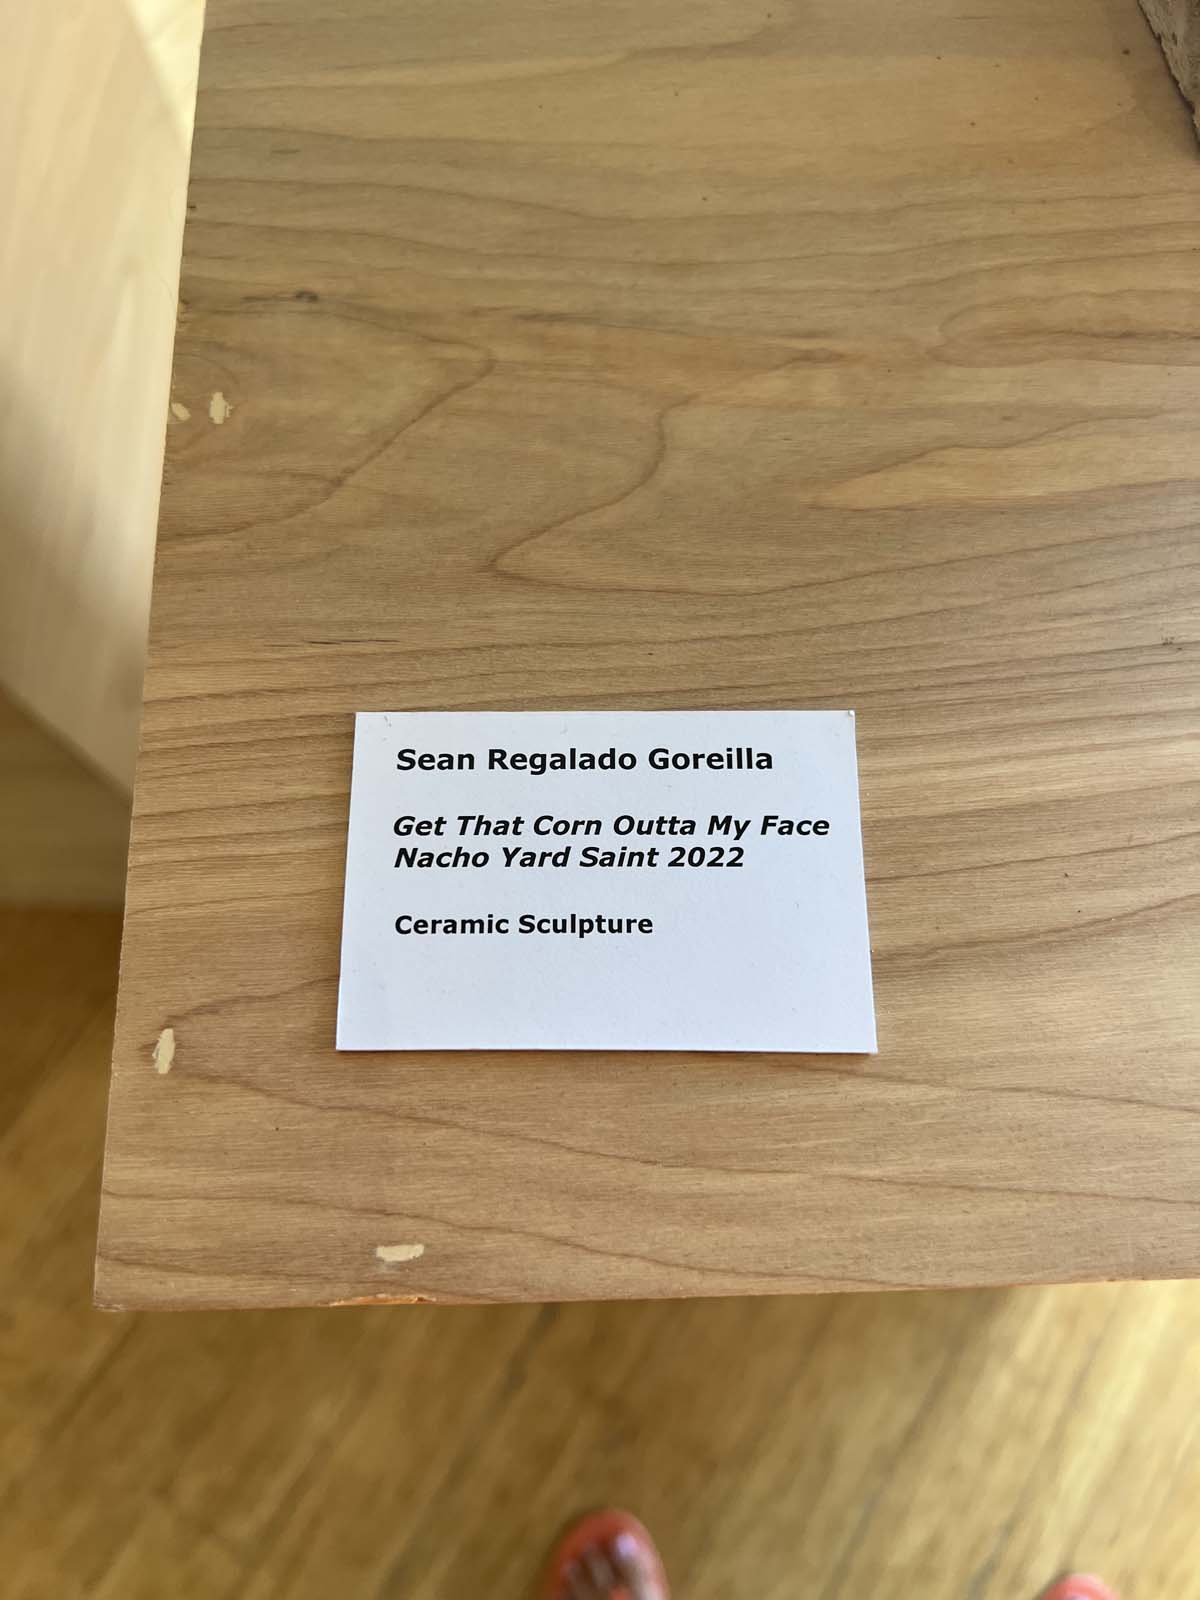 Sean Regalado Goreilla
Get That Corn Outta My Face
Nacho Yard Saint 2022
Ceramic Sculpture